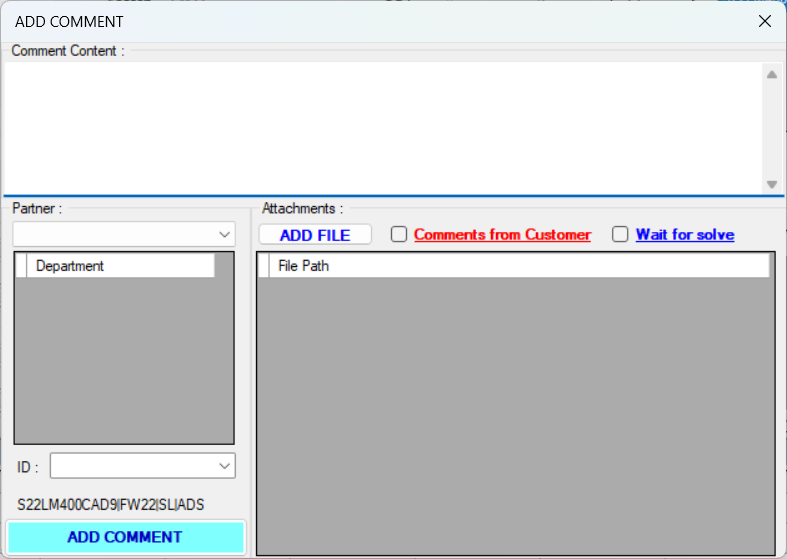 ADD COMMENT
Comment Content :
Partner :
Attachments :
ADD FILE
Comments from Customer
Wait for solve
Department
File Path
ID :
S22LM400CAD9|FW22|SL|ADS
ADD COMMENT